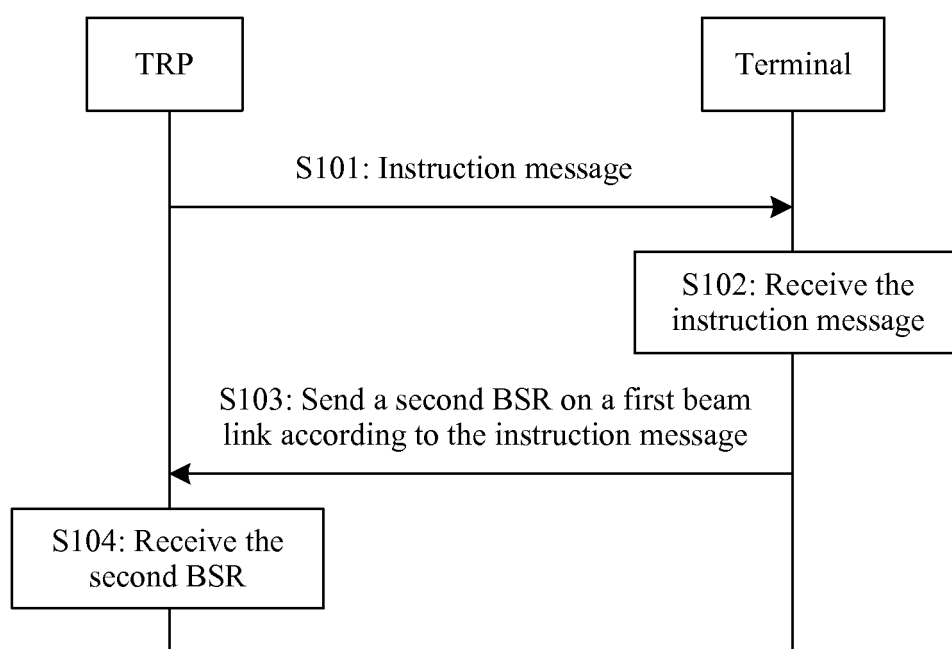 TRP
Terminal
S101: Instruction message
S102: Receive the
instruction message
S103: Send a second BSR on a first beam
link according to the instruction message
S104: Receive the
second BSR